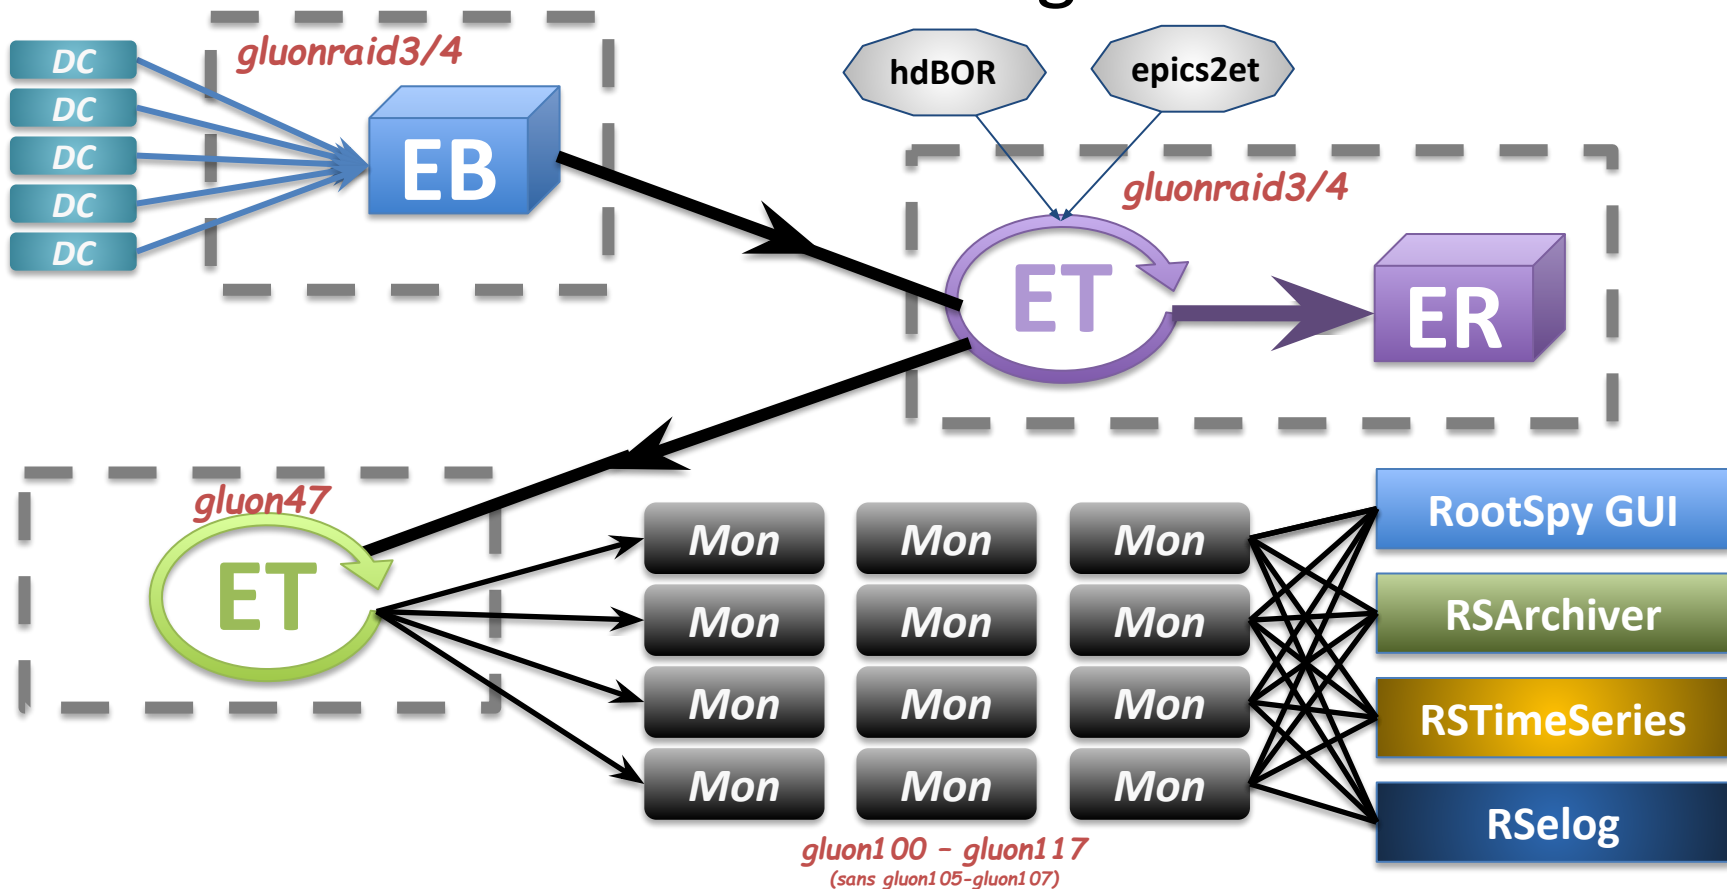 g
DC
DC
DC
DC
DC
gluonraid3/4
EB
hdBOR
epics2et
gluonraid3/4
ET
ER
gluon47
ET
Mon Mon Mon
Mon Mon Mon
Mon Mon Mon
Mon Mon Mon
gluon100 - gluon117
(sans gluon105-gluon107)
RootSpy GUI
RSArchiver
RSTimeSeries
RSelog